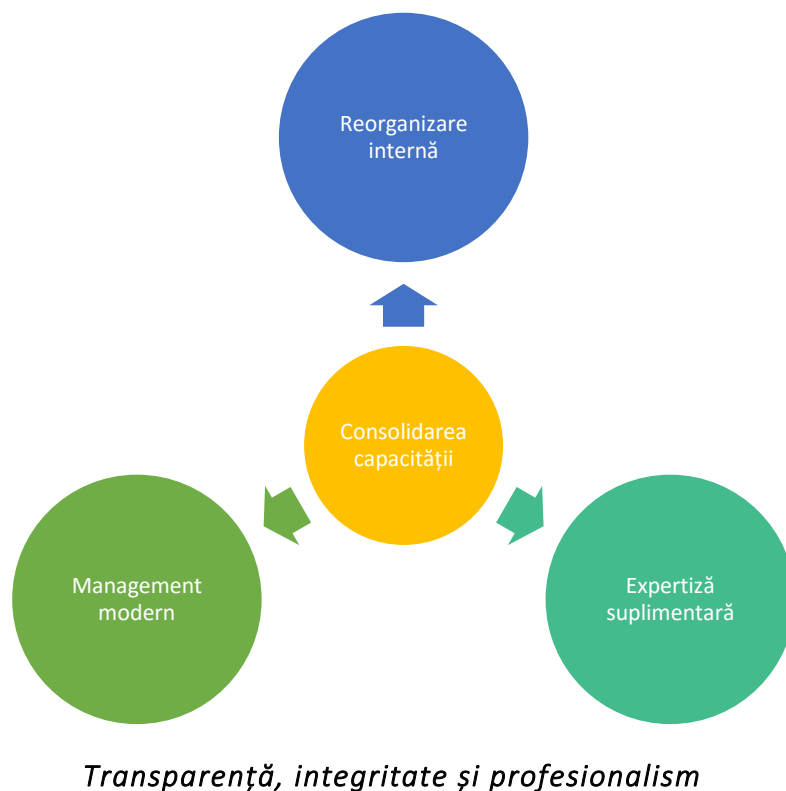 Reorganizare
internă
Consolidarea
capacității
Management
modern
Expertiză
suplimentară
Transparență, integritate și profesionalism